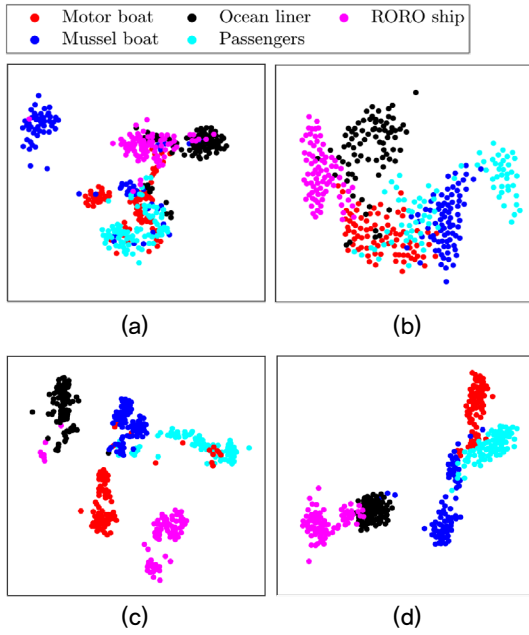 Motor boat Ocean liner RORO ship
Mussel boat Passengers
(a) (b)
(c) (d)